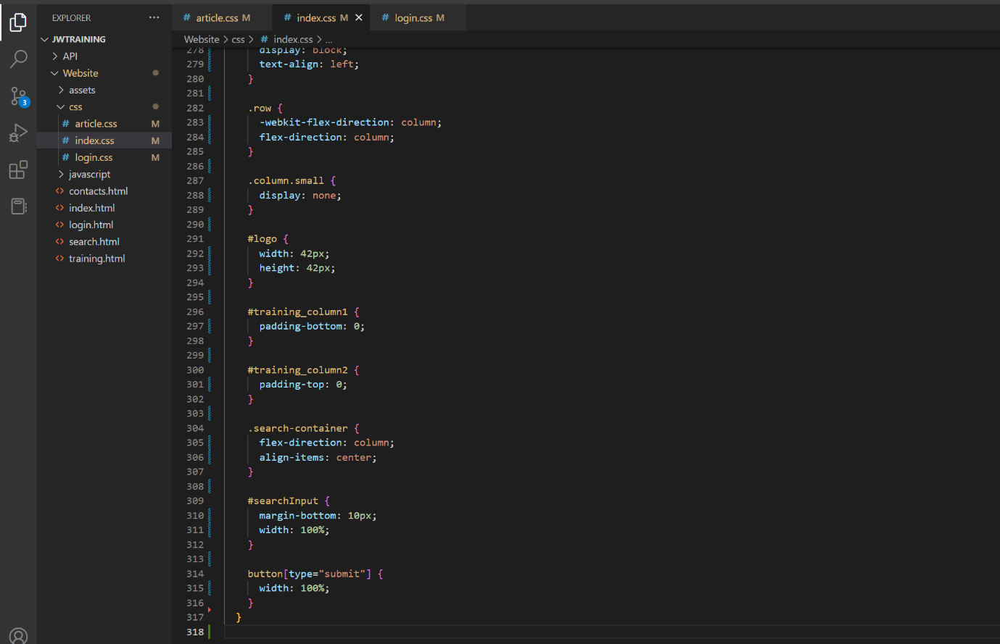 EXPLORER ...
JWTRAINING
API
Website
assets
css
# article.css M
# index.css M
# login.css M
javascript
<> contacts.html
<> index.html
<> login.html
<> search.html
<> training.html
3
# article.css M # index.css M × # login.css M
Website > css > # index.css > ...
278 display: block;
279 text-align: left;
280 }
281
282 .row {
283 -webkit-flex-direction: column;
284 flex-direction: column;
285 }
286
287 .column.small {
288 display: none;
289 }
290
291 #logo {
292 width: 42px;
293 height: 42px;
294 }
295
296 #training_column1 {
297 padding-bottom: 0;
298 }
299
300 #training_column2 {
301 padding-top: 0;
302 }
303
304 .search-container {
305 flex-direction: column;
306 align-items: center;
307 }
308
309 #searchInput {
310 margin-bottom: 10px;
311 width: 100%;
312 }
313
314 button[type="submit"] {
315 width: 100%;
316 }
317 }
318